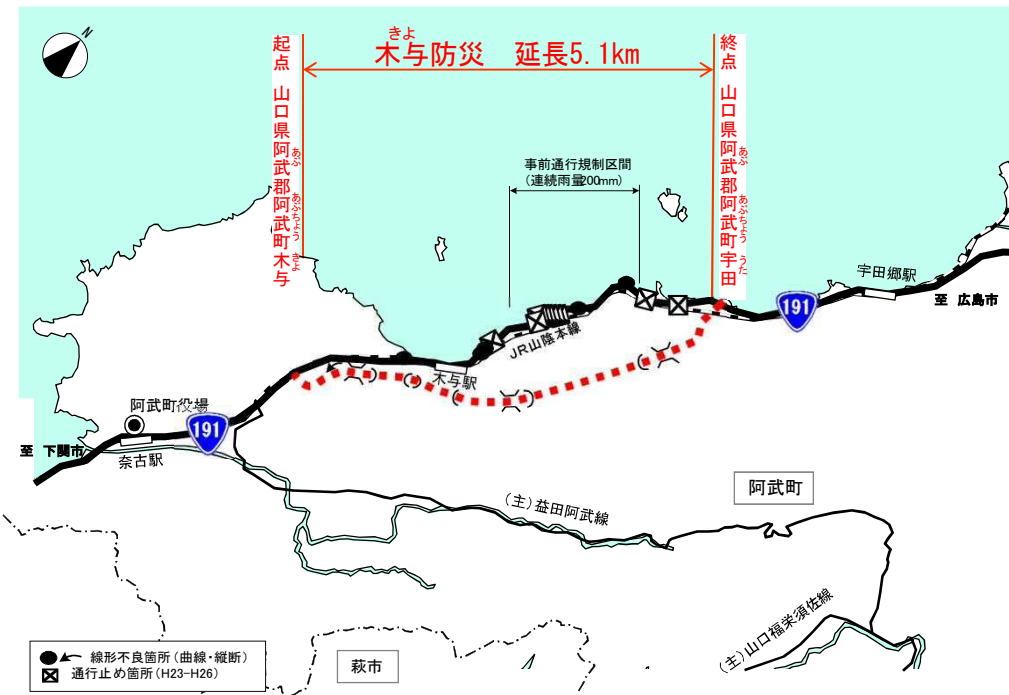 N
きよ
木与防災 延長5.1km
起点 山口県阿武郡阿武町木与
あぶ
あぶちょう
きよ
終点 山口県阿武郡阿武町宇田
あぶ
あぶちょう
うた
事前通行規制区間
(連続雨量200mm)
宇田郷駅
至 広島市
191
JR山陰本線
木与駅
阿武町役場
191
至 下関市
奈古駅
阿武町
(主)益田阿武線
(主)山口福栄須佐線
萩市
線形不良箇所(曲線・縦断)
通行止め箇所(H23-H26)